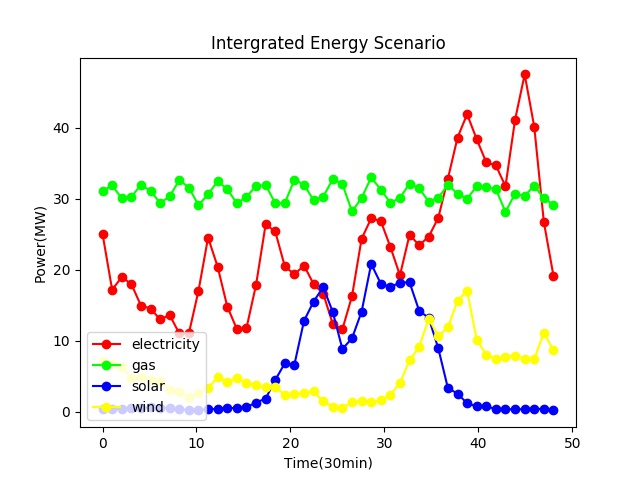 Intergrated Energy Scenario
Power(MW)
40
30
20
10
0
electricity
gas
solar
wind
0 10 20 30 40 50
Time(30min)